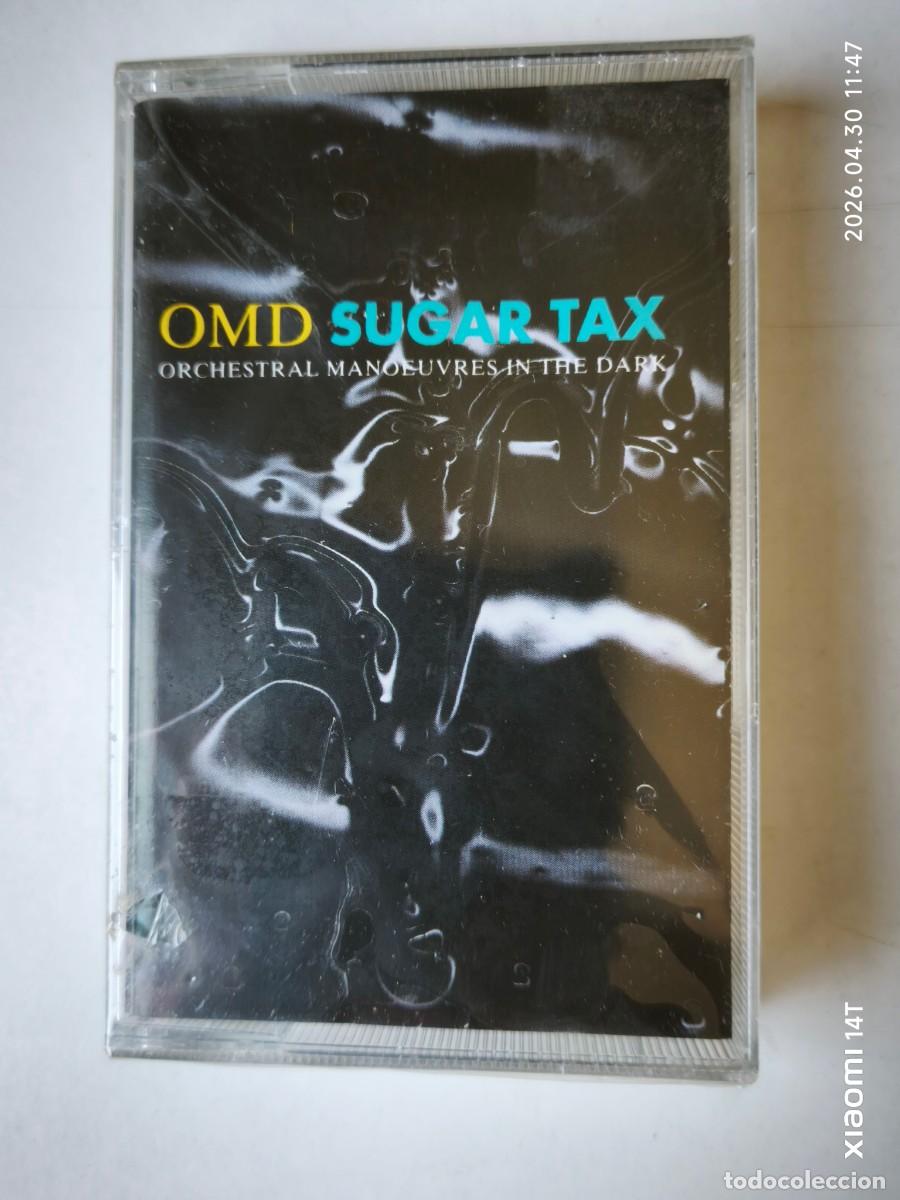 OMD SUGAR TAX
ORCHESTRAL MANOEUVRES IN THE DARK
2026.04.30 11:47
XIAOMI 14T
todocoleccion